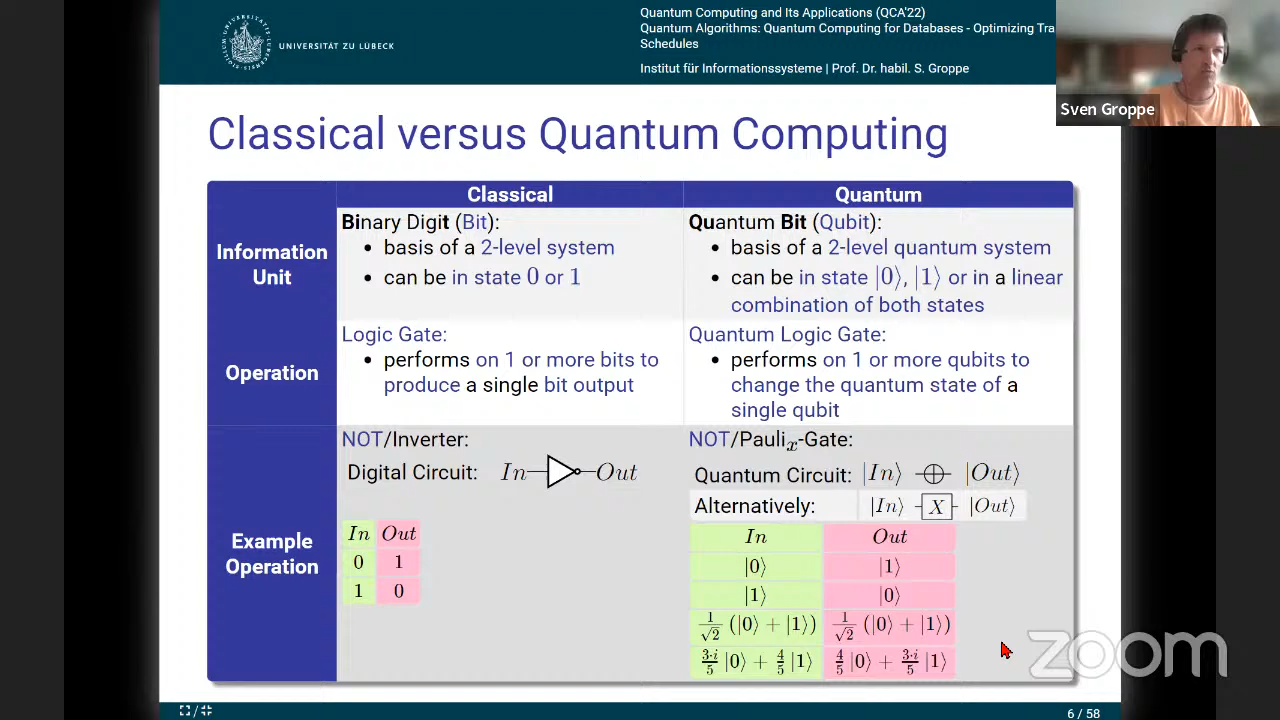 UNIVERSITÄT ZU LÜBECK
Quantum Computing and Its Applications (QCA'22)
Quantum Algorithms: Quantum Computing for Databases - Optimizing Tra
Schedules
Institut für Informationssysteme | Prof. Dr. habil. S. Groppe
Sven Groppe
Classical versus Quantum Computing
Classical Quantum
Information
Unit
Binary Digit (Bit):
• basis of a 2-level system
• can be in state 0 or 1
Quantum Bit (Qubit):
• basis of a 2-level quantum system
• can be in state |0⟩, |1⟩ or in a linear
combination of both states
Operation
Logic Gate:
• performs on 1 or more bits to
produce a single bit output
Quantum Logic Gate:
• performs on 1 or more qubits to
change the quantum state of a
single qubit
Example
Operation
NOT/Inverter:
Digital Circuit: In Out
In Out
0 1
1 0
NOT/Pauliₓ-Gate:
Quantum Circuit: |In⟩ ⊕ |Out⟩
Alternatively: |In⟩ X |Out⟩
In Out
|0⟩ |1⟩
|1⟩ |0⟩
1/√2 (|0⟩ + |1⟩) 1/√2 (|0⟩ + |1⟩)
3·i/5 |0⟩ + 4/5 |1⟩ 4/5 |0⟩ + 3·i/5 |1⟩
zoom
6 / 58